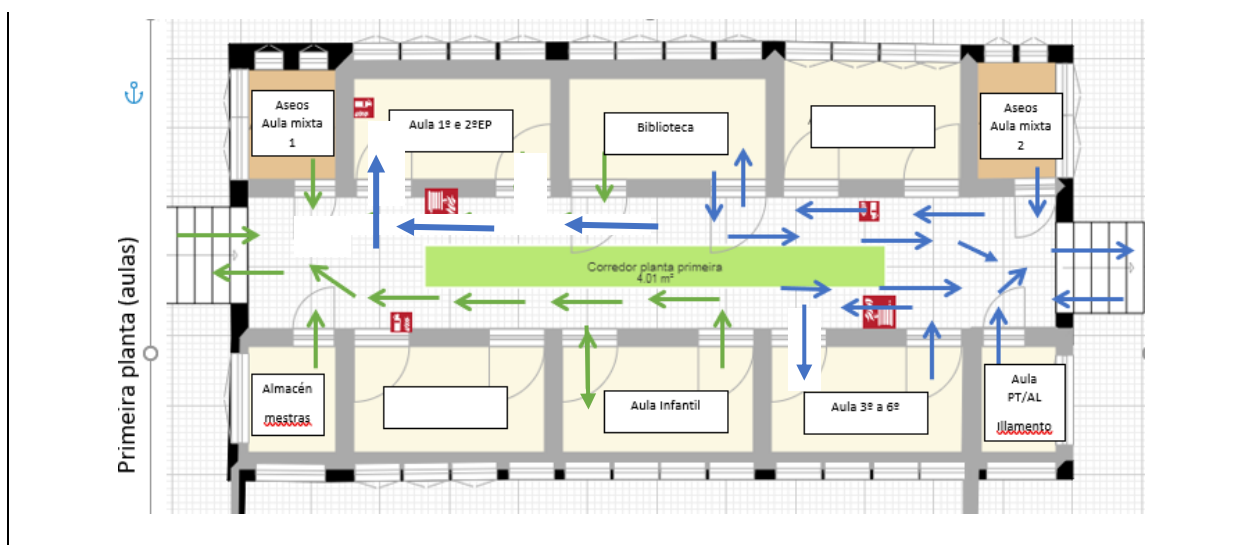 Primeira planta (aulas)
Aseos
Aula mixta
1
Aula 1º e 2ºEP
Biblioteca
Aseos
Aula mixta
2
Corredor planta primeira
4.01 m²
Almacén
mestras
Aula Infantil
Aula 3º a 6º
Aula
PT/AL
Illamento